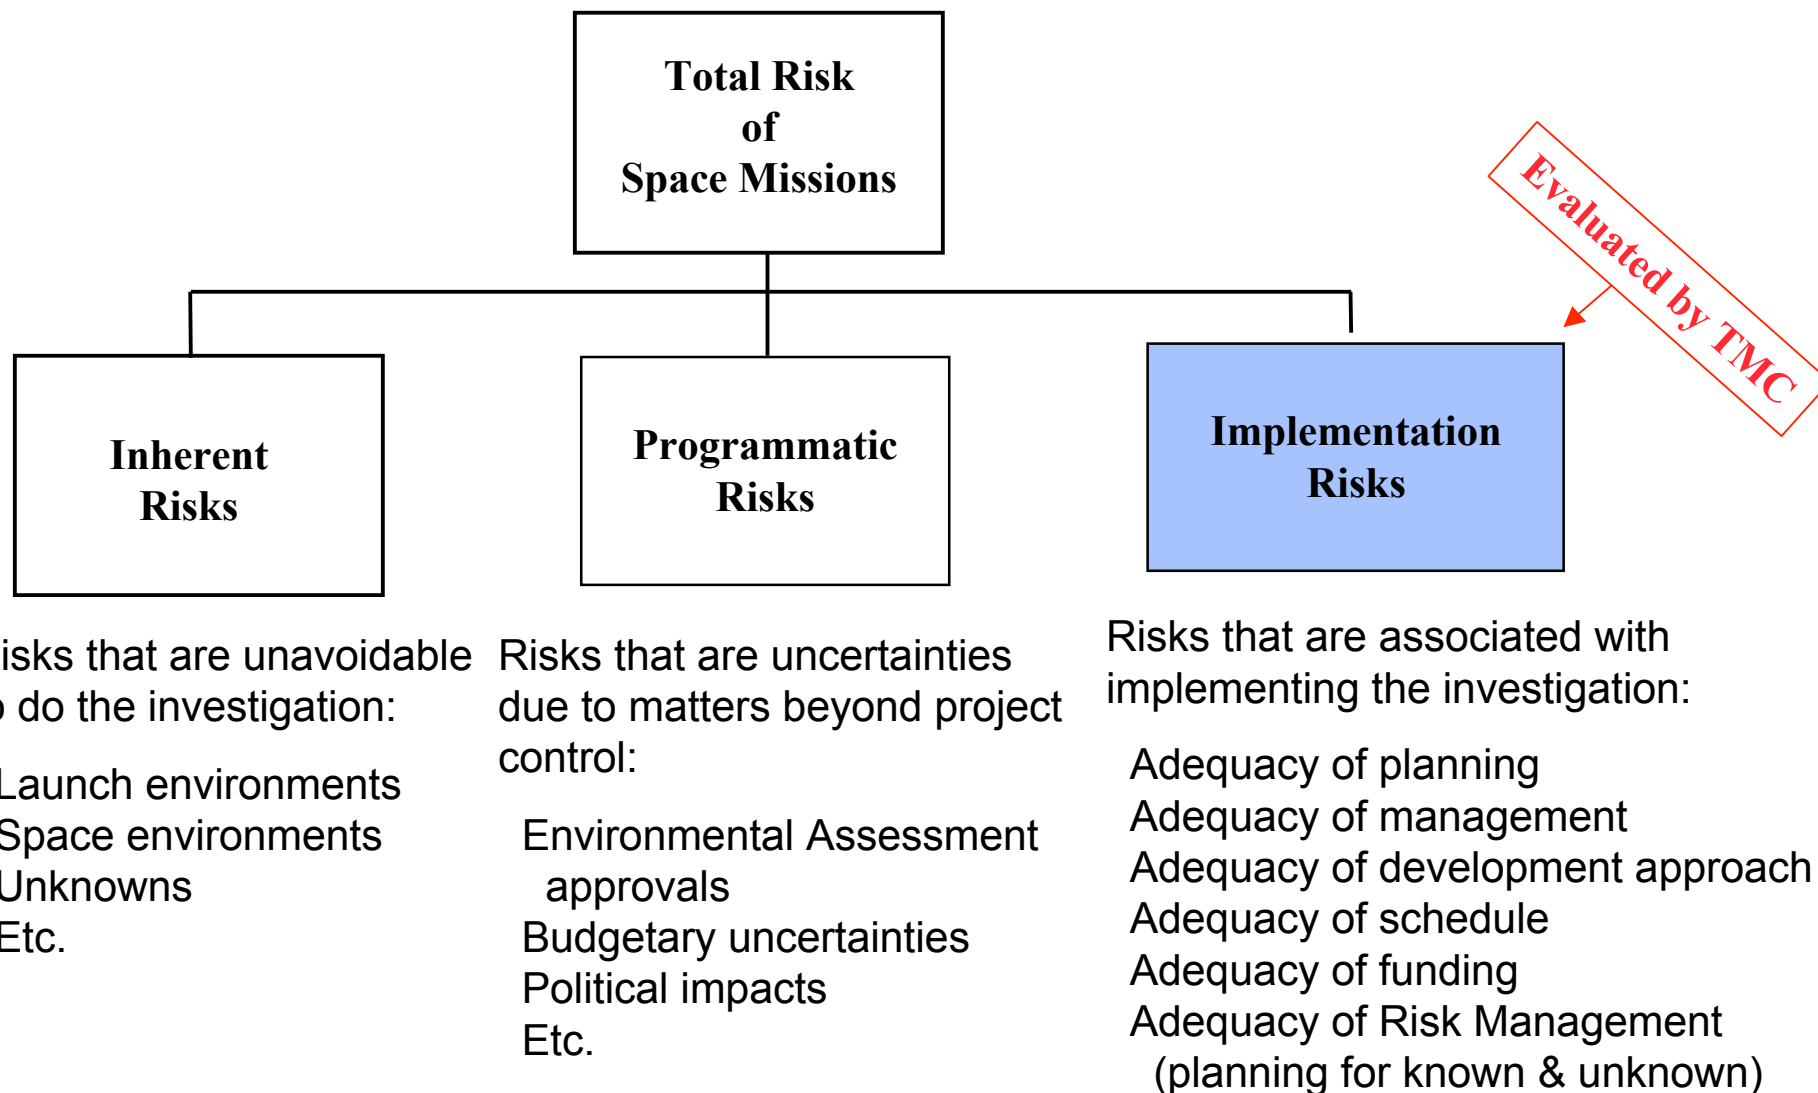 Total Risk
of
Space Missions
Evaluated by TMC
Inherent
Risks
Programmatic
Risks
Implementation
Risks
isks that are unavoidable
o do the investigation:
Launch environments
Space environments
Unknowns
Etc.
Risks that are uncertainties
due to matters beyond project
control:
Environmental Assessment
approvals
Budgetary uncertainties
Political impacts
Etc.
Risks that are associated with
implementing the investigation:
Adequacy of planning
Adequacy of management
Adequacy of development approach
Adequacy of schedule
Adequacy of funding
Adequacy of Risk Management
(planning for known & unknown)